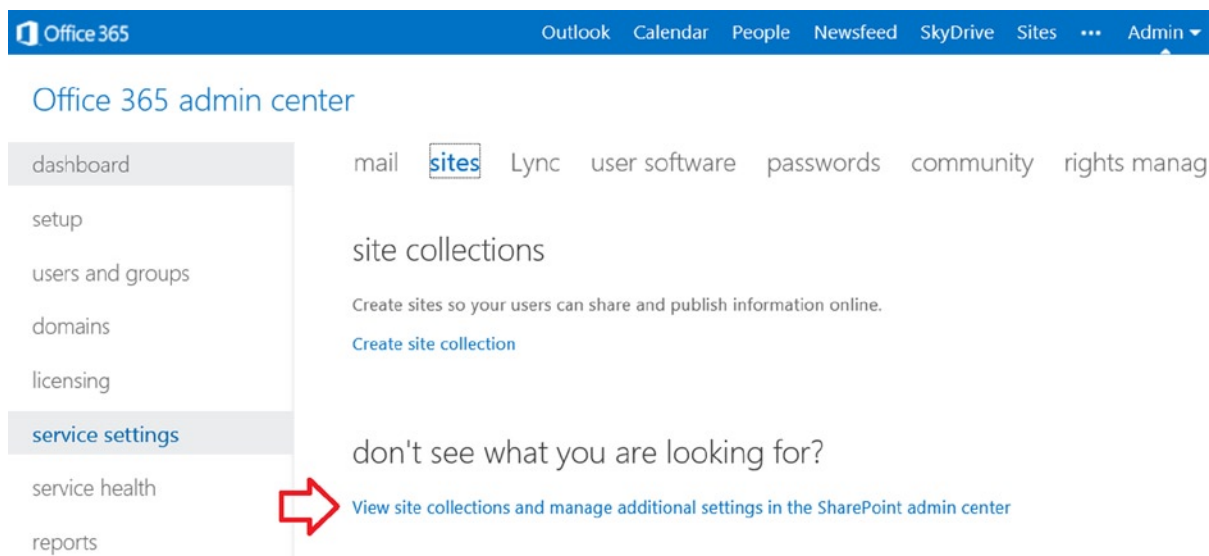 Office 365
Outlook Calendar People Newsfeed SkyDrive Sites ••• Admin
Office 365 admin center
dashboard
setup
users and groups
domains
licensing
service settings
service health
reports
mail sites Lync user software passwords community rights manag
site collections
Create sites so your users can share and publish information online.
Create site collection
don't see what you are looking for?
View site collections and manage additional settings in the SharePoint admin center